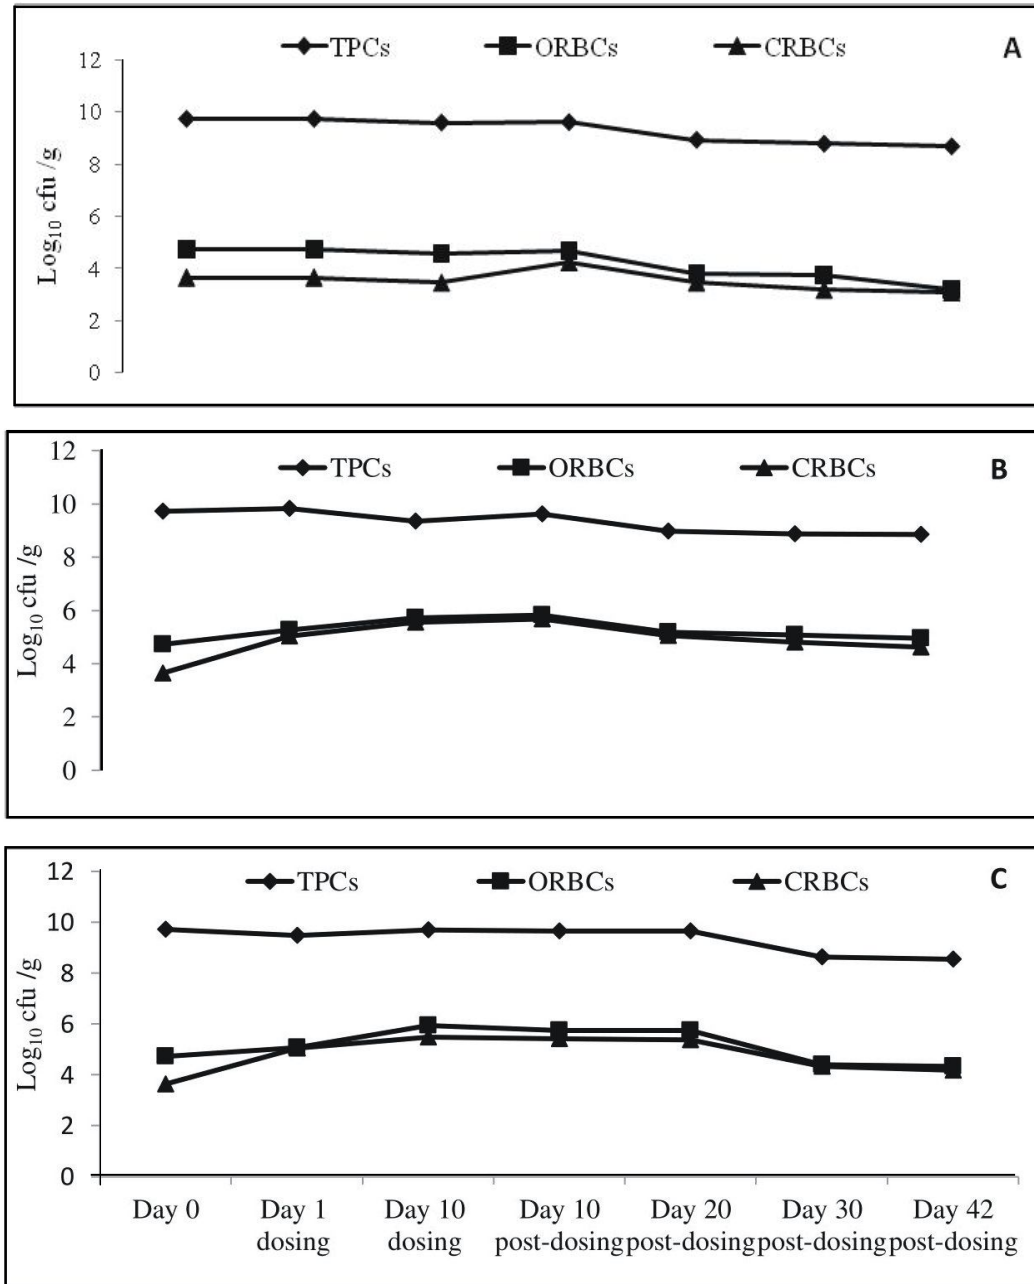 TPCs ORBCs CRBCs A
12
10
8
6
4
2
0
Log10 cfu /g
TPCs ORBCs CRBCs B
12
10
8
6
4
2
0
Log10 cfu /g
TPCs ORBCs CRBCs C
12
10
8
6
4
2
0
Log10 cfu /g
Day 0 Day 1 Day 10 Day 10 Day 20 Day 30 Day 42
dosing dosing post-dosing post-dosing post-dosing post-dosing